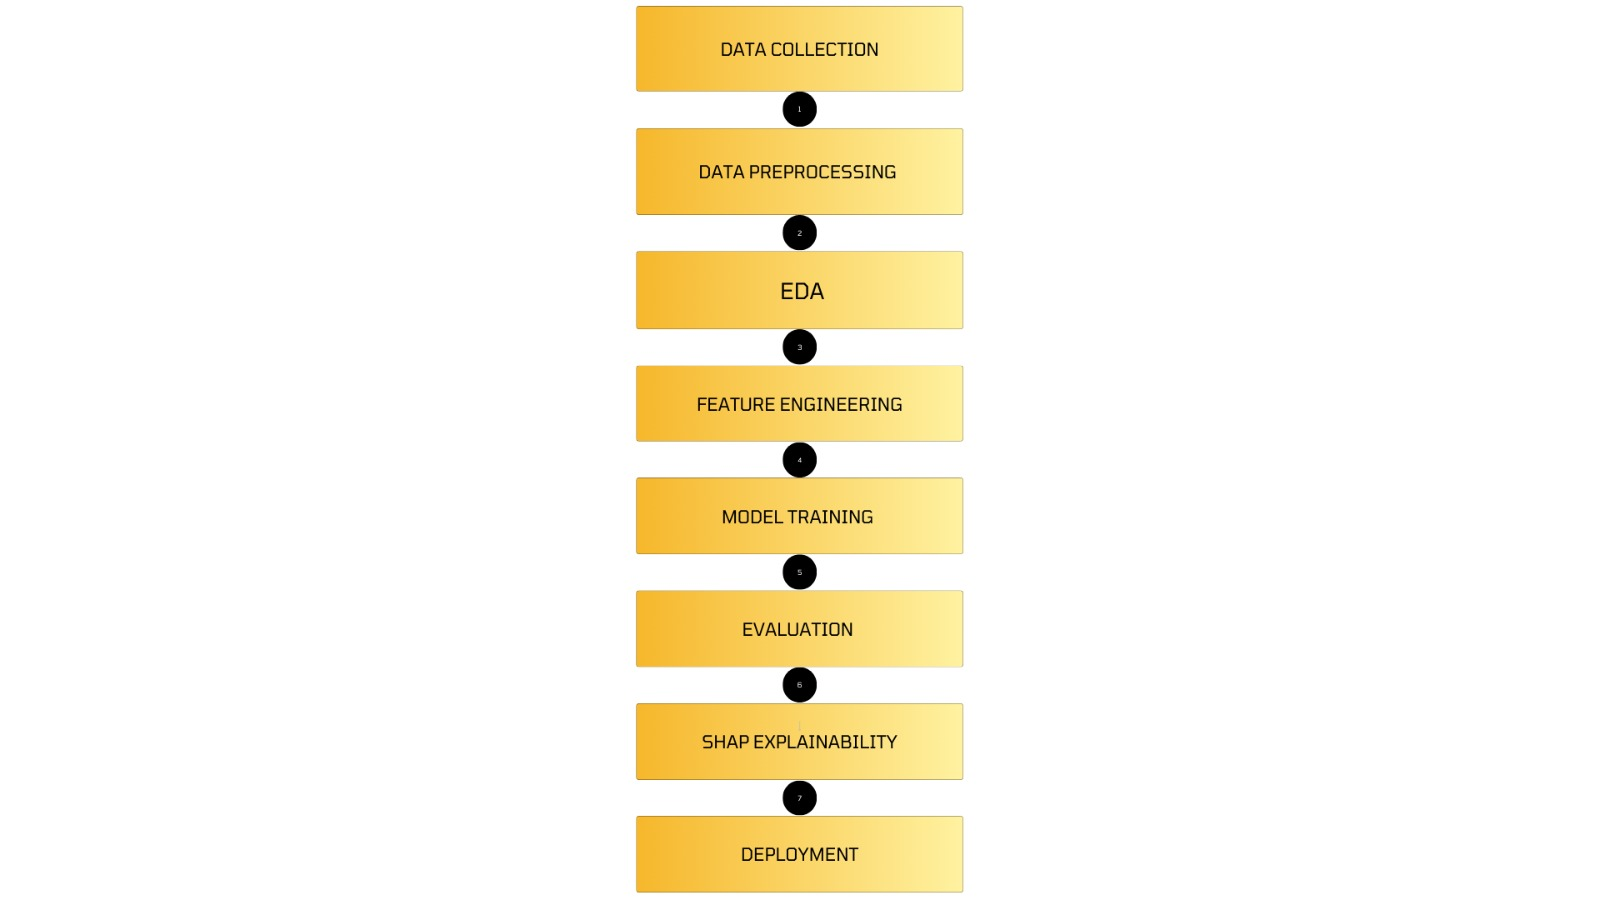 DATA COLLECTION
1
DATA PREPROCESSING
2
EDA
3
FEATURE ENGINEERING
4
MODEL TRAINING
5
EVALUATION
6
SHAP EXPLAINABILITY
7
DEPLOYMENT